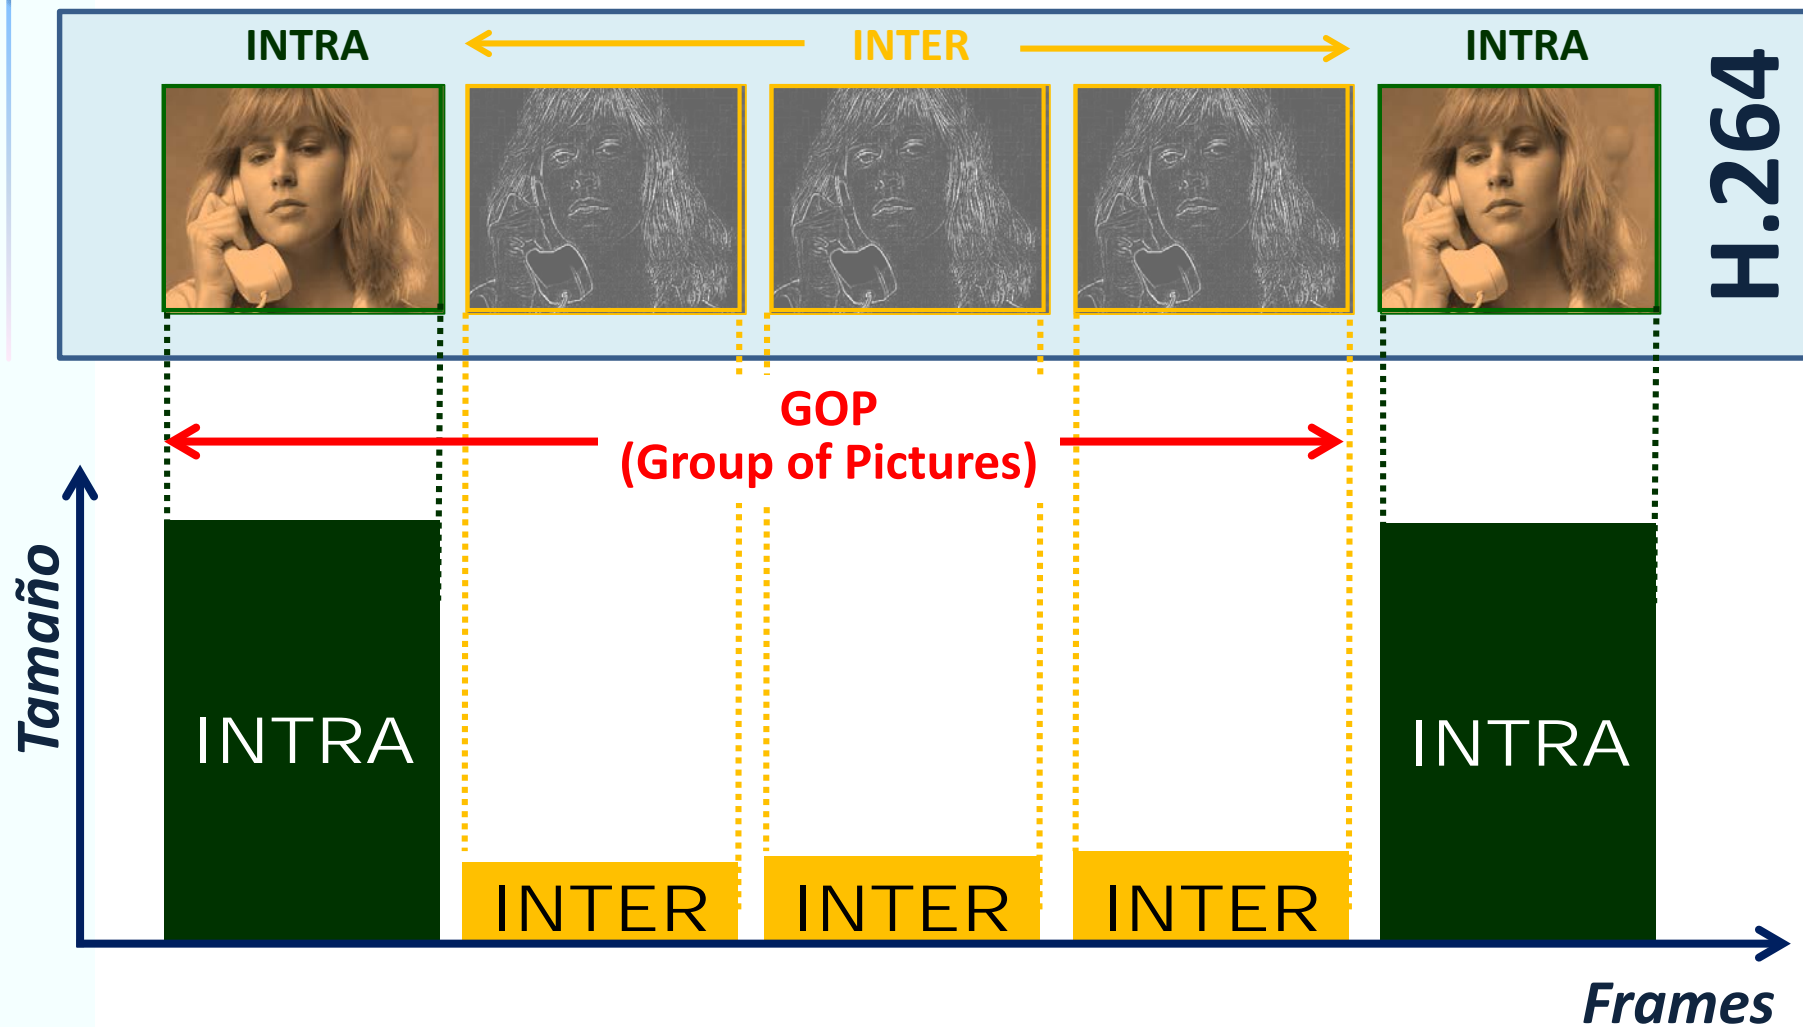 INTRA
INTER
INTRA
H.264
GOP
(Group of Pictures)
Tamaño
INTRA
INTER
INTER
INTER
INTRA
Frames